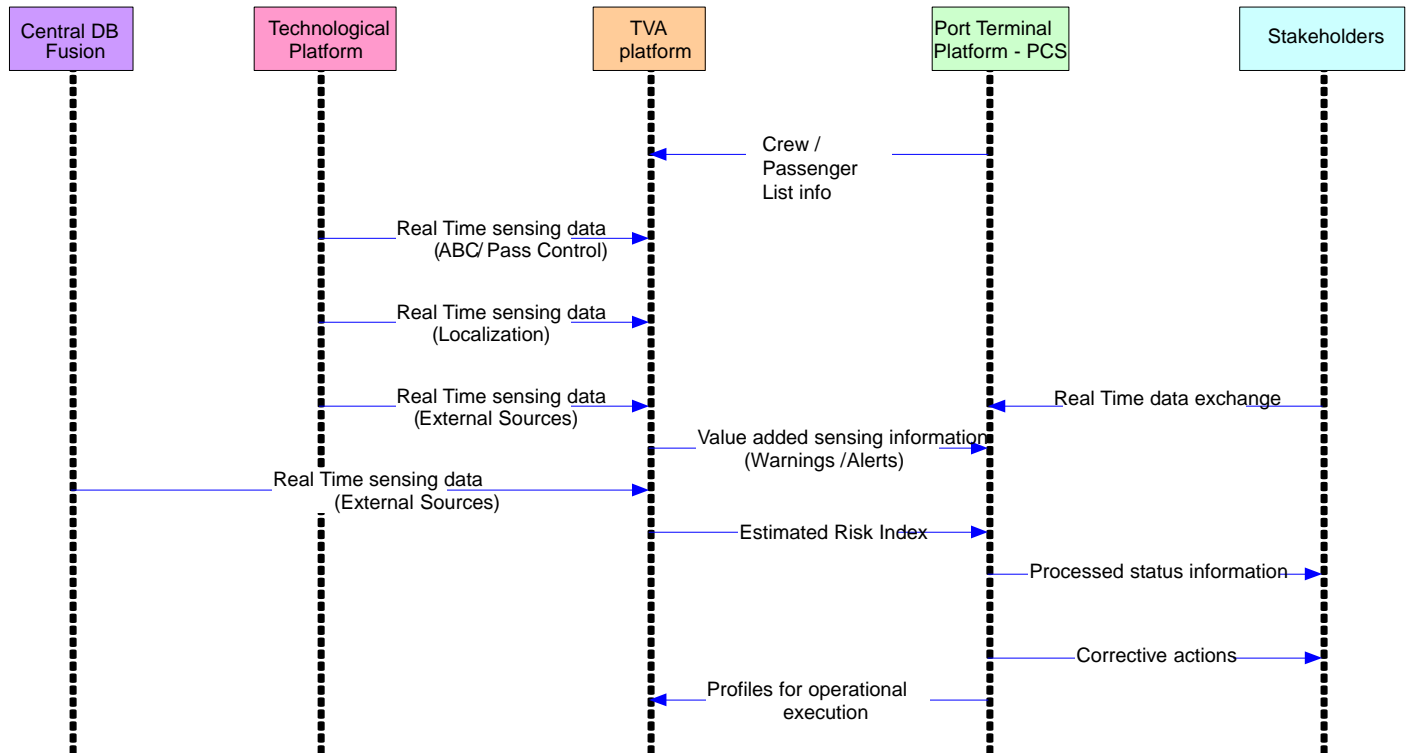 Central DB
Fusion
Technological
Platform
TVA
platform
Port Terminal
Platform - PCS
Stakeholders
Crew /
Passenger
List info
Real Time sensing data
(ABC/ Pass Control)
Real Time sensing data
(Localization)
Real Time sensing data
(External Sources)
Real Time data exchange
Value added sensing information
(Warnings /Alerts)
Real Time sensing data
(External Sources)
Estimated Risk Index
Processed status information
Corrective actions
Profiles for operational
execution